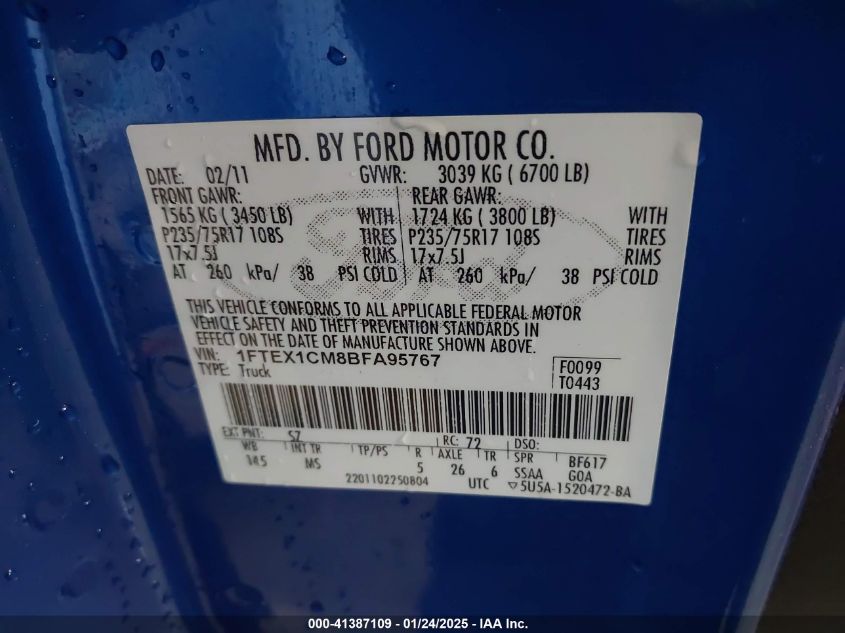 MFD. BY FORD MOTOR CO.
DATE: 02/11 GVWR: 3039 KG ( 6700 LB)
FRONT GAWR: REAR GAWR:
1565 KG ( 3450 LB) WITH 1724 KG ( 3800 LB) WITH
P235/75R17 108S TIRES P235/75R17 108S TIRES
17x7.5J RIMS 17x7.5J RIMS
AT 260 kPa/ 38 PSI COLD AT 260 kPa/ 38 PSI COLD
THIS VEHICLE CONFORMS TO ALL APPLICABLE FEDERAL MOTOR
VEHICLE SAFETY AND THEFT PREVENTION STANDARDS IN
EFFECT ON THE DATE OF MANUFACTURE SHOWN ABOVE.
VIN: 1FTEX1CM8BFA95767 F0099
TYPE: Truck T0443
EXT PNT: SZ RC: 72 DSO:
WB INT TR TP/PS R AXLE TR SPR BF617
145 MS 5 26 6 SSAA GOA
2201102250804 UTC ▽5U5A-1520472-BA
000-41387109 - 01/24/2025 - IAA Inc.